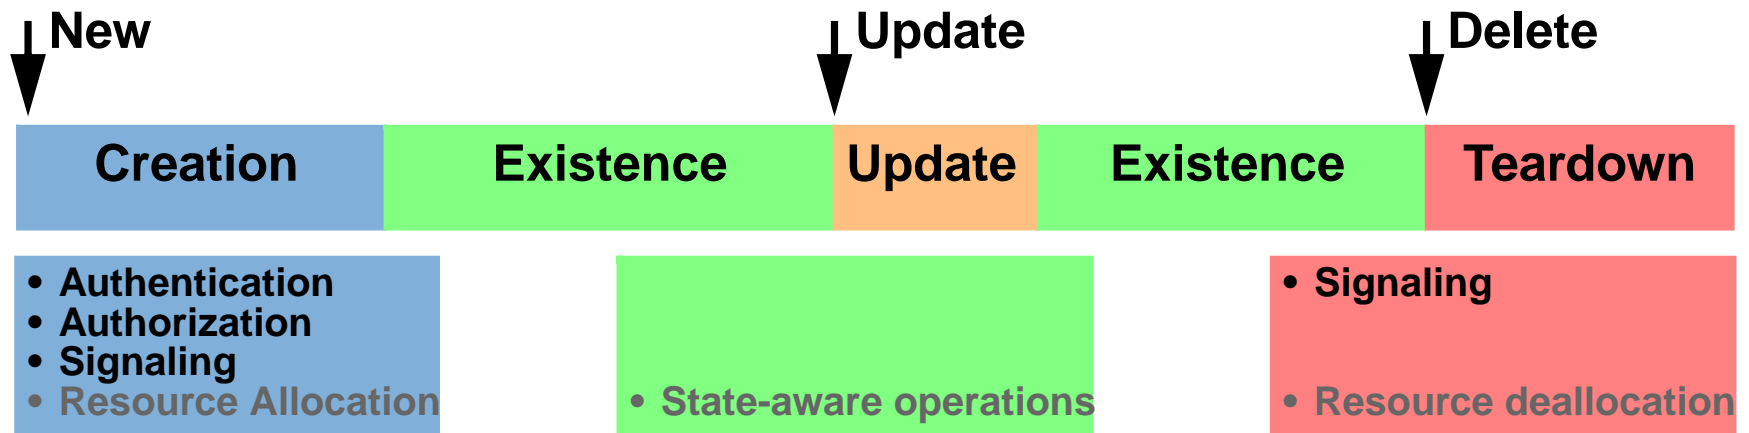 New Update Delete
Creation Existence Update Existence Teardown
• Authentication
• Authorization
• Signaling
• Resource Allocation
• State-aware operations
• Signaling
• Resource deallocation